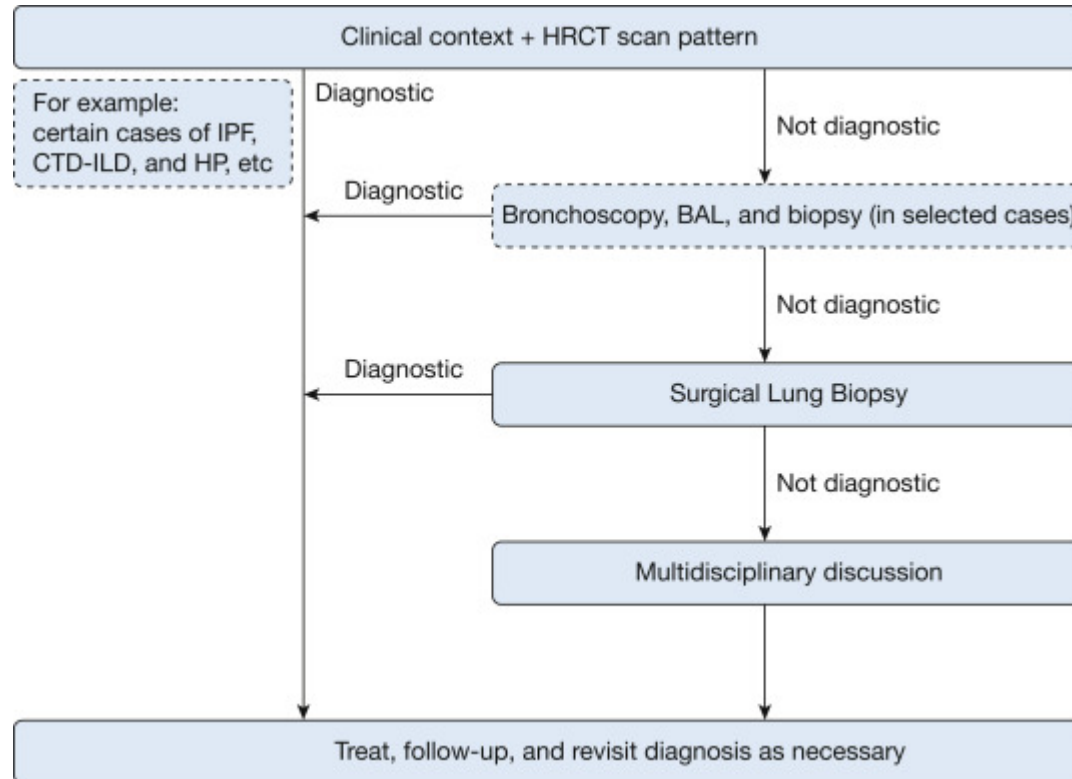 Clinical context + HRCT scan pattern
For example:
certain cases of IPF,
CTD-ILD, and HP, etc
Diagnostic
Not diagnostic
Diagnostic
Bronchoscopy, BAL, and biopsy (in selected cases)
Not diagnostic
Diagnostic
Surgical Lung Biopsy
Not diagnostic
Multidisciplinary discussion
Treat, follow-up, and revisit diagnosis as necessary